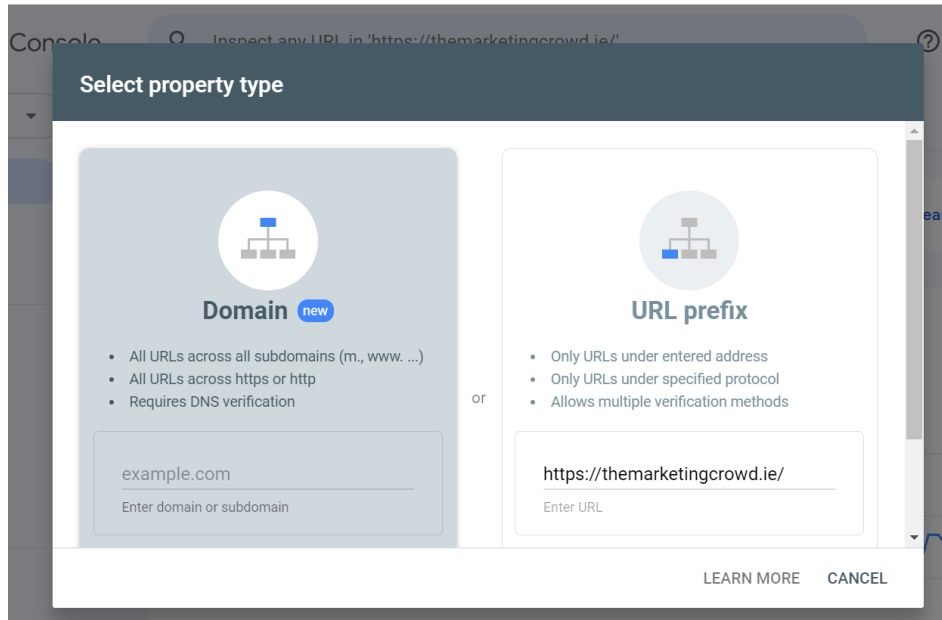 Console
Inspect any URL in 'https://themarketingcrowd.ie/'
Select property type
Domain new
• All URLs across all subdomains (m., www. ...)
• All URLs across https or http
• Requires DNS verification
example.com
Enter domain or subdomain
or
URL prefix
• Only URLs under entered address
• Only URLs under specified protocol
• Allows multiple verification methods
https://themarketingcrowd.ie/
Enter URL
LEARN MORE CANCEL